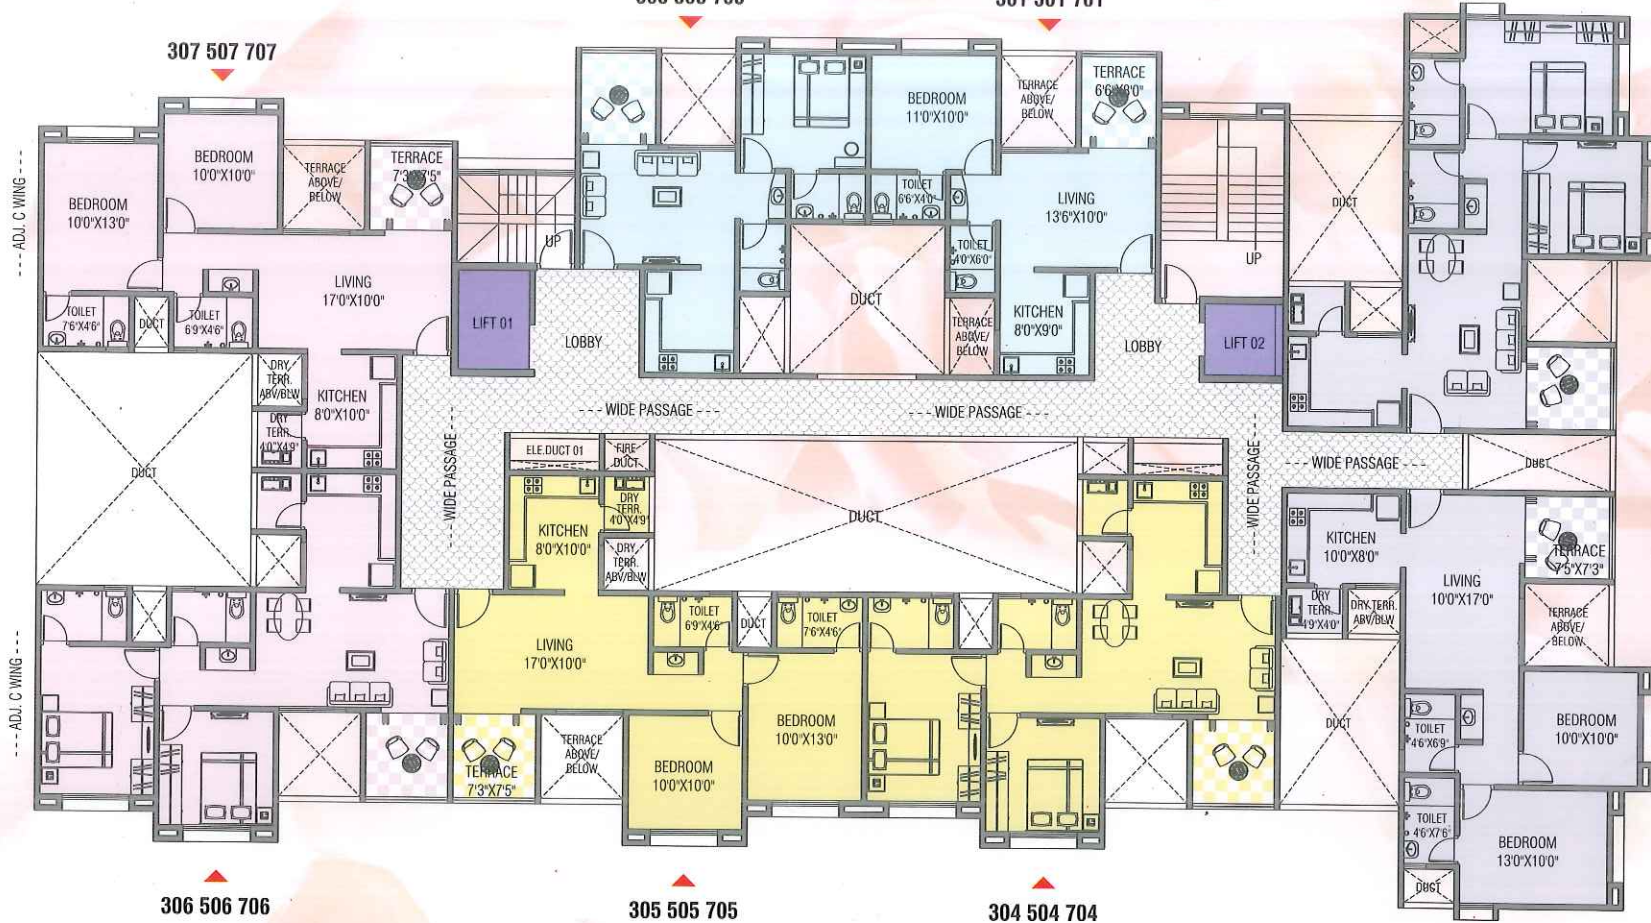 307 507 707
BEDROOM
10'0"X13'0"
BEDROOM
10'0"X10'0"
TERRACE
ABOVE/
BELOW
TERRACE
7'3"X7'5"
--- ADJ. C WING ---
LIVING
17'0"X10'0"
TOILET
7'6"X4'6"
DUCT
TOILET
6'9"X4'6"
DRY
TERR.
ABV/BLW
KITCHEN
8'0"X10'0"
DRY
TERR.
4'0"X4'9"
DUCT
UP
LIFT 01
LOBBY
BEDROOM
11'0"X10'0"
TERRACE
ABOVE/
BELOW
TERRACE
6'6"X8'0"
TOILET
6'6"X4'0"
LIVING
13'6"X10'0"
TOILET
4'0"X6'0"
DUCT
TERRACE
ABOVE/
BELOW
KITCHEN
8'0"X9'0"
UP
LOBBY
LIFT 02
DUCT
--- WIDE PASSAGE ---
--- WIDE PASSAGE ---
--- WIDE PASSAGE ---
--- WIDE PASSAGE ---
--- WIDE PASSAGE ---
DUCT
ELE.DUCT 01
FIRE
DUCT
KITCHEN
8'0"X10'0"
DRY
TERR.
4'0"X4'9"
DRY
TERR.
ABV/BLW
DUCT
LIVING
17'0"X10'0"
TOILET
6'9"X4'6"
DUCT
TOILET
7'6"X4'6"
TERRACE
7'3"X7'5"
TERRACE
ABOVE/
BELOW
BEDROOM
10'0"X10'0"
BEDROOM
10'0"X13'0"
KITCHEN
10'0"X8'0"
TERRACE
7'5"X7'3"
LIVING
10'0"X17'0"
DRY
TERR.
4'9"X4'0"
DRY TERR.
ABV/BLW
TERRACE
ABOVE/
BELOW
DUCT
TOILET
4'6"X6'9"
BEDROOM
10'0"X10'0"
TOILET
4'6"X7'6"
BEDROOM
13'0"X10'0"
DUCT
--- ADJ. C WING ---
306 506 706
305 505 705
304 504 704